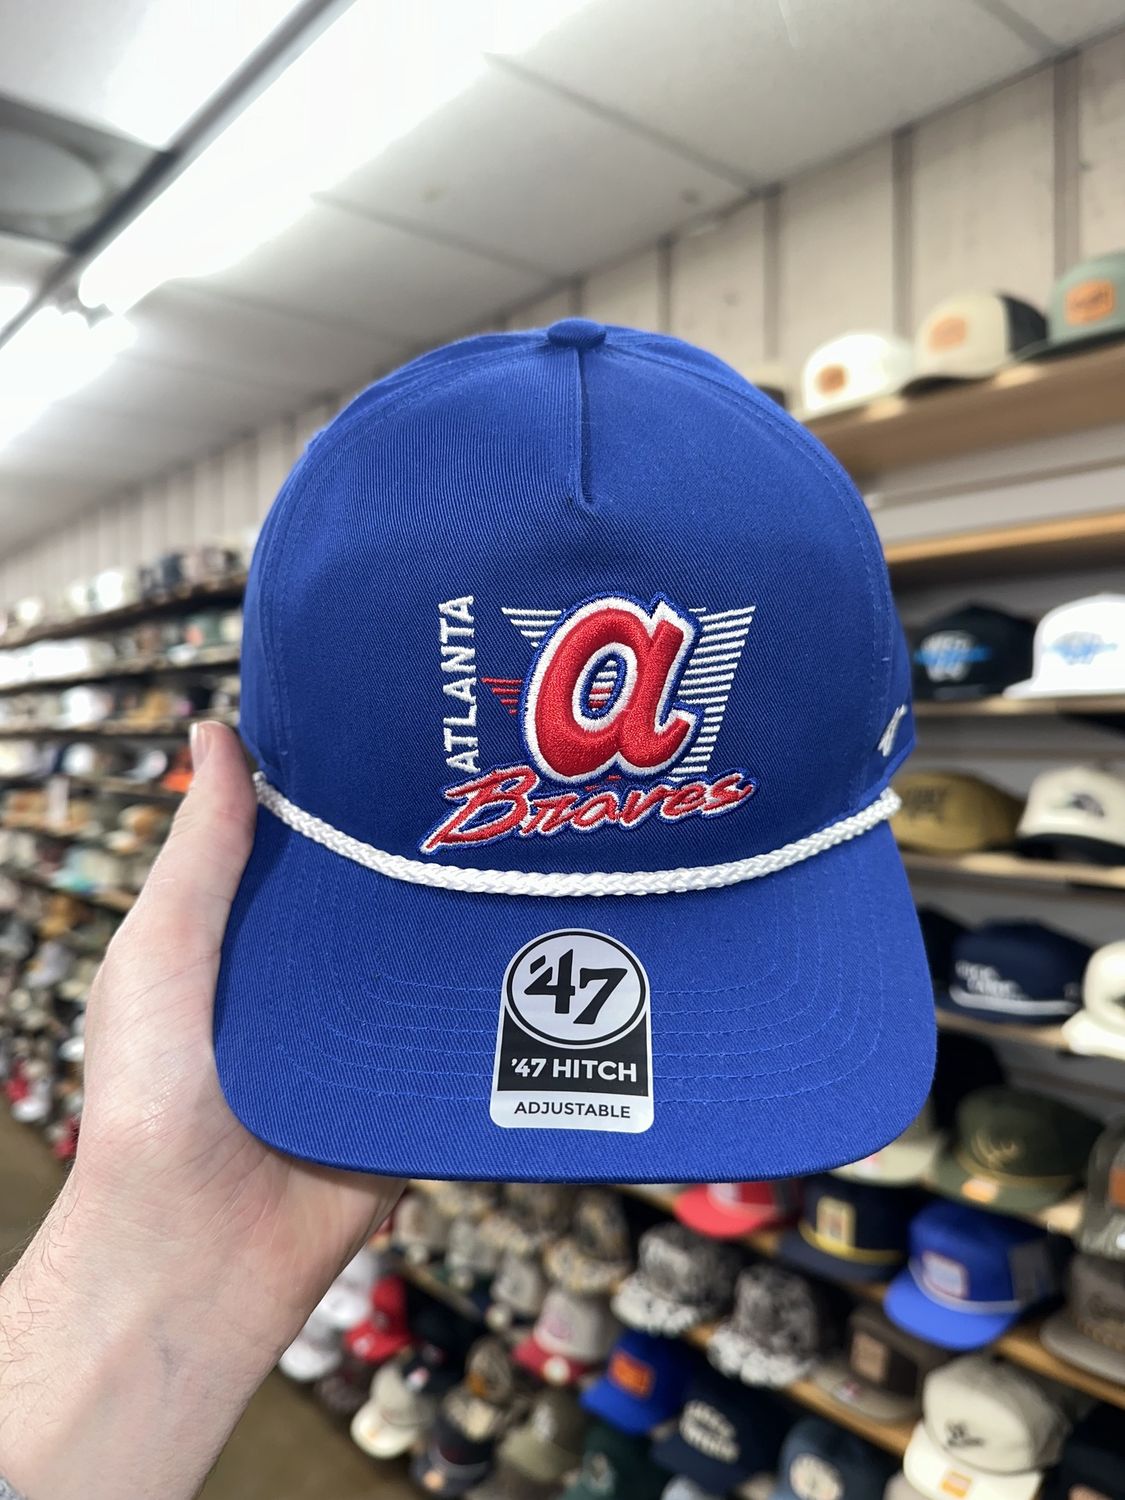 ATLANTA
a
Braves
'47
'47 HITCH
ADJUSTABLE